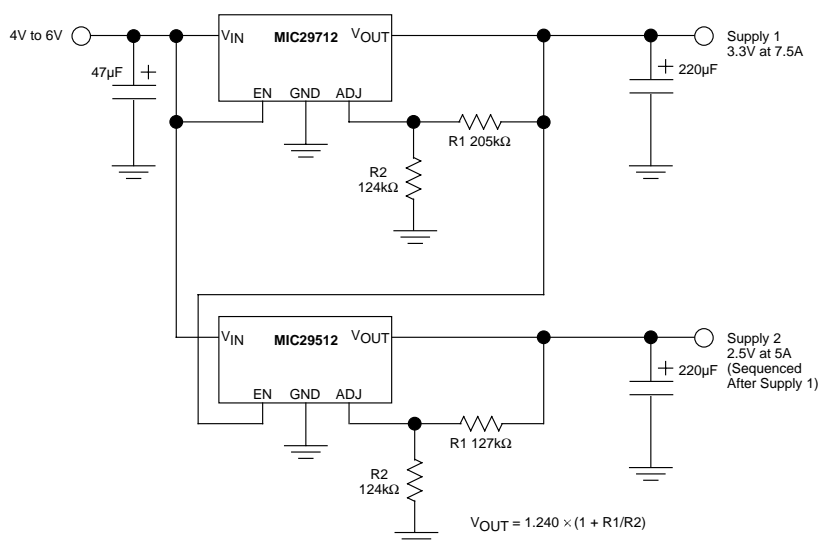 4V to 6V
VIN
MIC29712
VOUT
Supply 1
3.3V at 7.5A
47µF
+
EN
GND
ADJ
+
220µF
R1 205kΩ
R2
124kΩ
VIN
MIC29512
VOUT
Supply 2
2.5V at 5A
(Sequenced
After Supply 1)
+
220µF
EN
GND
ADJ
R1 127kΩ
R2
124kΩ
VOUT = 1.240 × (1 + R1/R2)